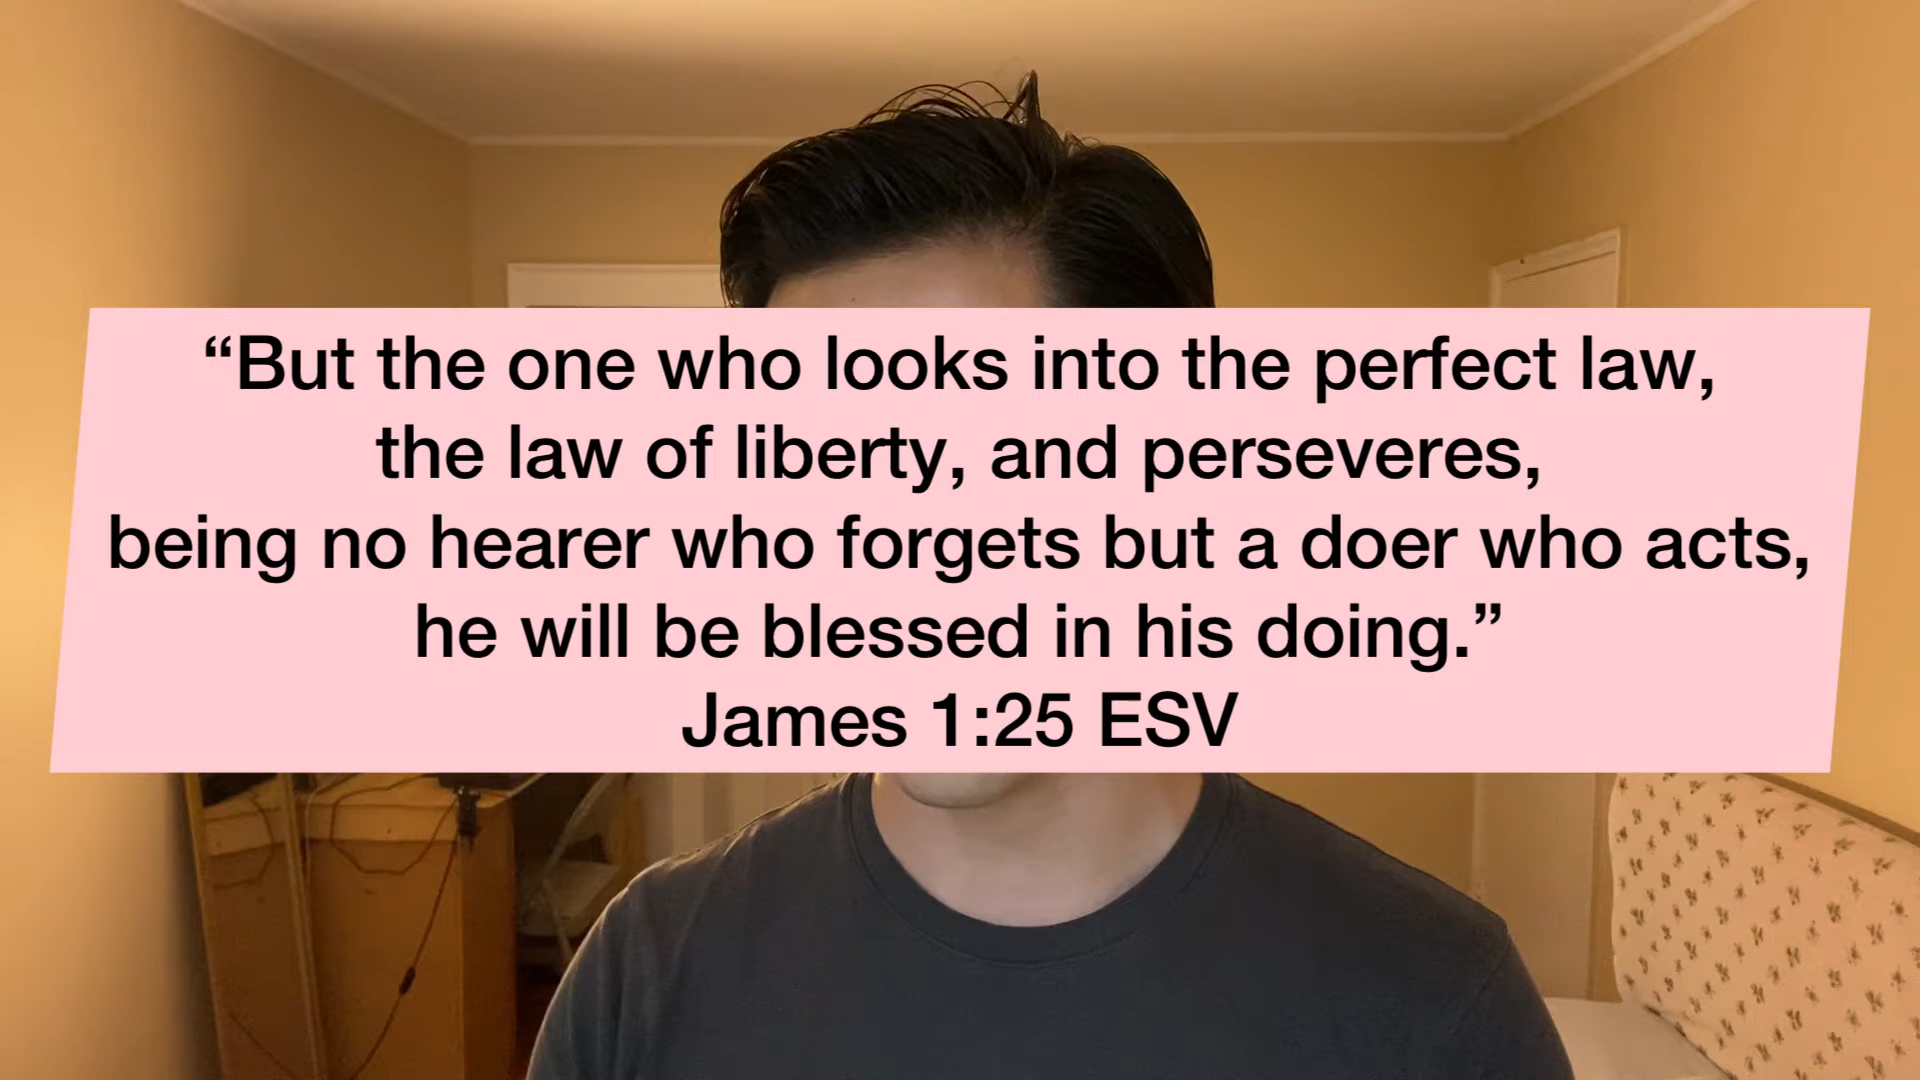 “But the one who looks into the perfect law,
the law of liberty, and perseveres,
being no hearer who forgets but a doer who acts,
he will be blessed in his doing.”
James 1:25 ESV